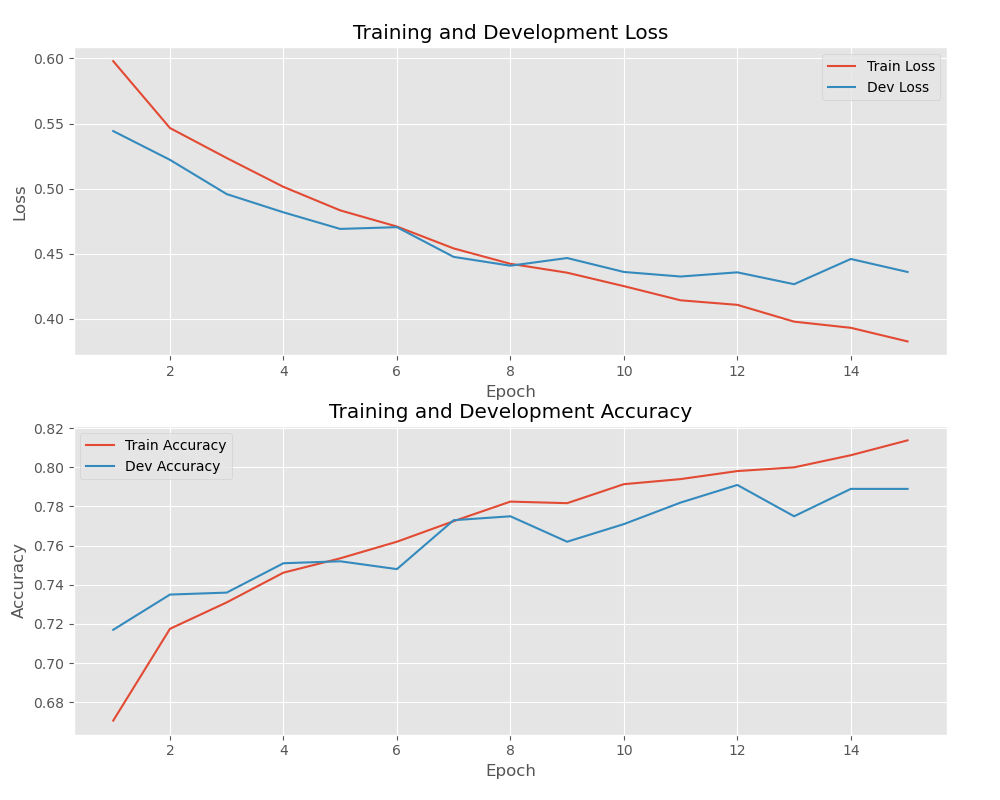 Training and Development Loss
Loss
0.60
0.55
0.50
0.45
0.40
Train Loss
Dev Loss
2 4 6 8 10 12 14
Epoch
Training and Development Accuracy
Accuracy
0.82
0.80
0.78
0.76
0.74
0.72
0.70
0.68
Train Accuracy
Dev Accuracy
2 4 6 8 10 12 14
Epoch